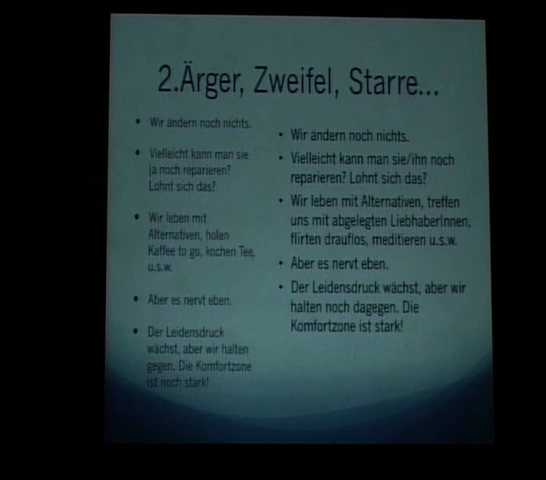 2.Ärger, Zweifel, Starre...
• Wir ändern noch nichts.
• Vielleicht kann man sie
ja noch reparieren?
Lohnt sich das?
• Wir leben mit
Alternativen, holen
Kaffee to go, kochen Tee,
u.s.w.
• Aber es nervt eben.
• Der Leidensdruck
wächst, aber wir halten
gegen. Die Komfortzone
ist noch stark!
• Wir ändern noch nichts.
• Vielleicht kann man sie/ihn noch
reparieren? Lohnt sich das?
• Wir leben mit Alternativen, treffen
uns mit abgelegten LiebhaberInnen,
flirten drauflos, meditieren u.s.w.
• Aber es nervt eben.
• Der Leidensdruck wächst, aber wir
halten noch dagegen. Die
Komfortzone ist stark!